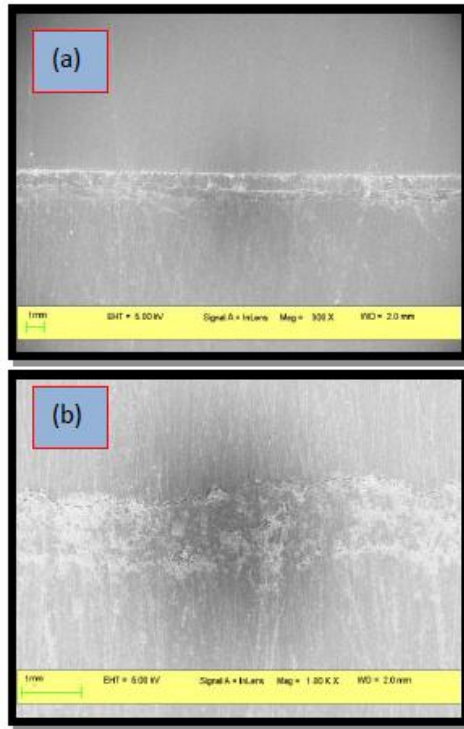 (a)
1mm EHT = 5.00 kV Signal A = InLens Mag = 300 X WD = 2.0 mm
(b)
1mm EHT = 5.00 kV Signal A = InLens Mag = 1.00 K X WD = 2.0 mm